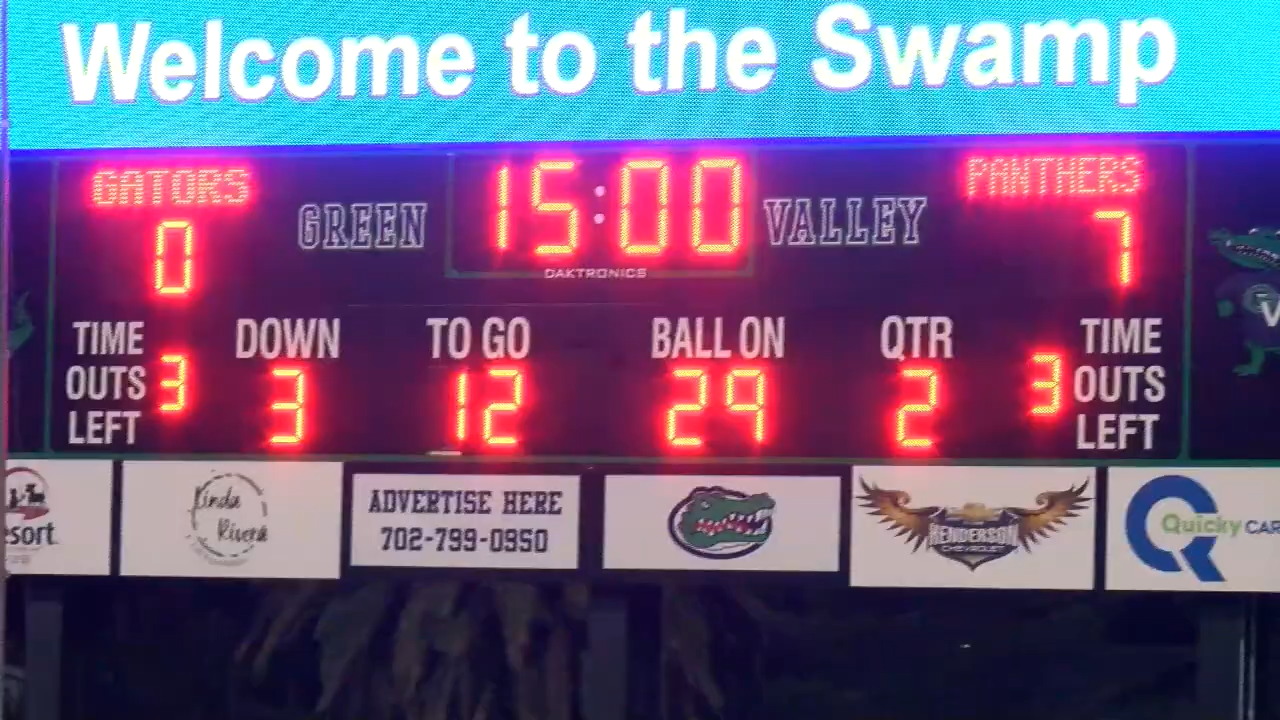 Welcome to the Swamp
GATORS
15:00
PANTHERS
0
GREEN
VALLEY
7
DAKTRONICS
TIME OUTS LEFT 3
DOWN 3
TO GO 12
BALL ON 29
QTR 2
3 TIME OUTS LEFT
esort
Linda Rivera
ADVERTISE HERE
702-799-0950
HENDERSON
CHEVROLET
Quicky CAR
V